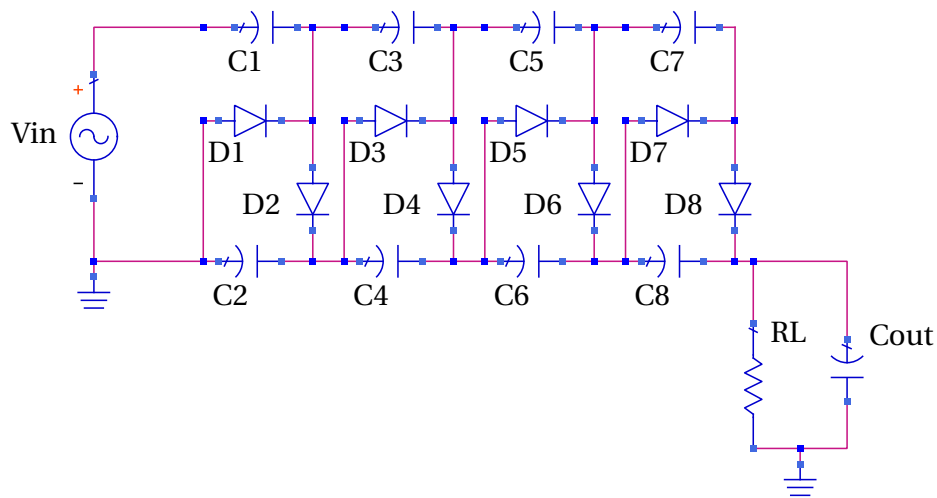 C1 C3 C5 C7
+
Vin
D1 D3 D5 D7
−
D2 D4 D6 D8
C2 C4 C6 C8
RL Cout